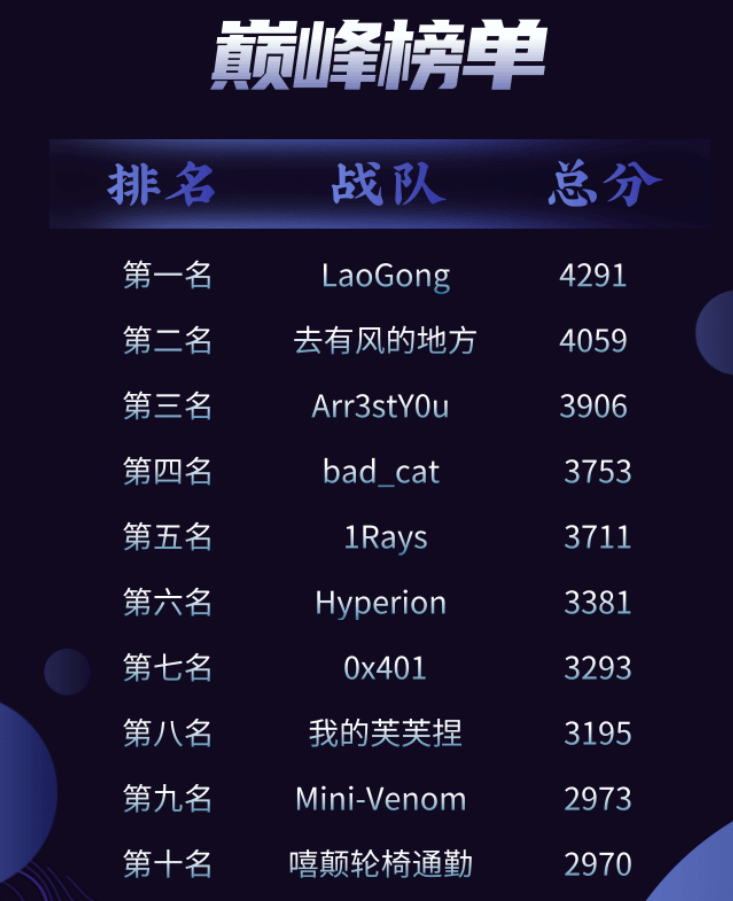 巅峰榜单
排名 战队 总分
第一名 LaoGong 4291
第二名 去有风的地方 4059
第三名 Arr3stY0u 3906
第四名 bad_cat 3753
第五名 1Rays 3711
第六名 Hyperion 3381
第七名 0x401 3293
第八名 我的芙芙捏 3195
第九名 Mini-Venom 2973
第十名 嘻颠轮椅通勤 2970